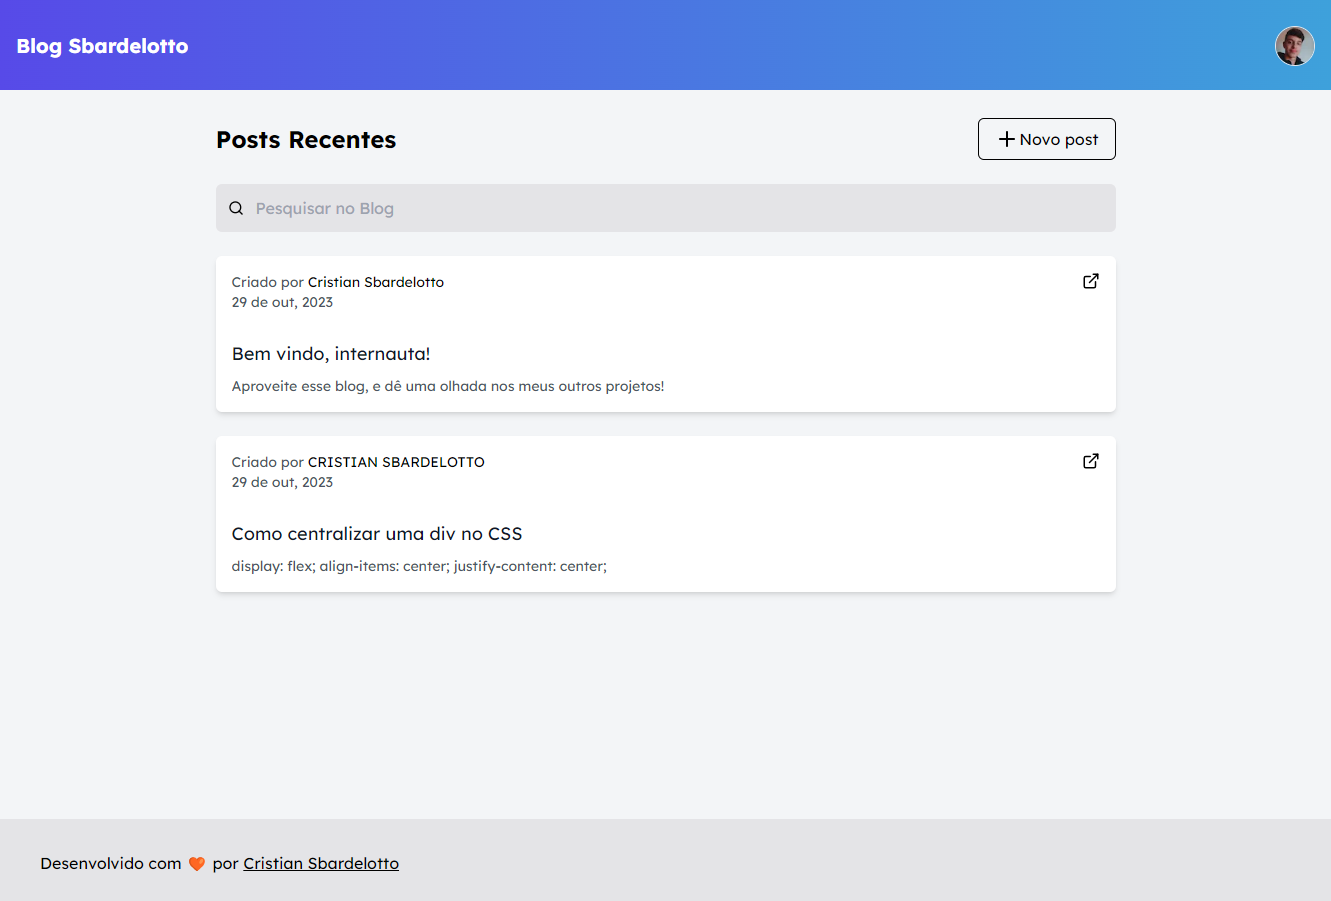 Blog Sbardelotto
Posts Recentes
Novo post
Pesquisar no Blog
Criado por Cristian Sbardelotto
29 de out, 2023
Bem vindo, internauta!
Aproveite esse blog, e dê uma olhada nos meus outros projetos!
Criado por CRISTIAN SBARDELOTTO
29 de out, 2023
Como centralizar uma div no CSS
display: flex; align-items: center; justify-content: center;
Desenvolvido com 🧡 por Cristian Sbardelotto